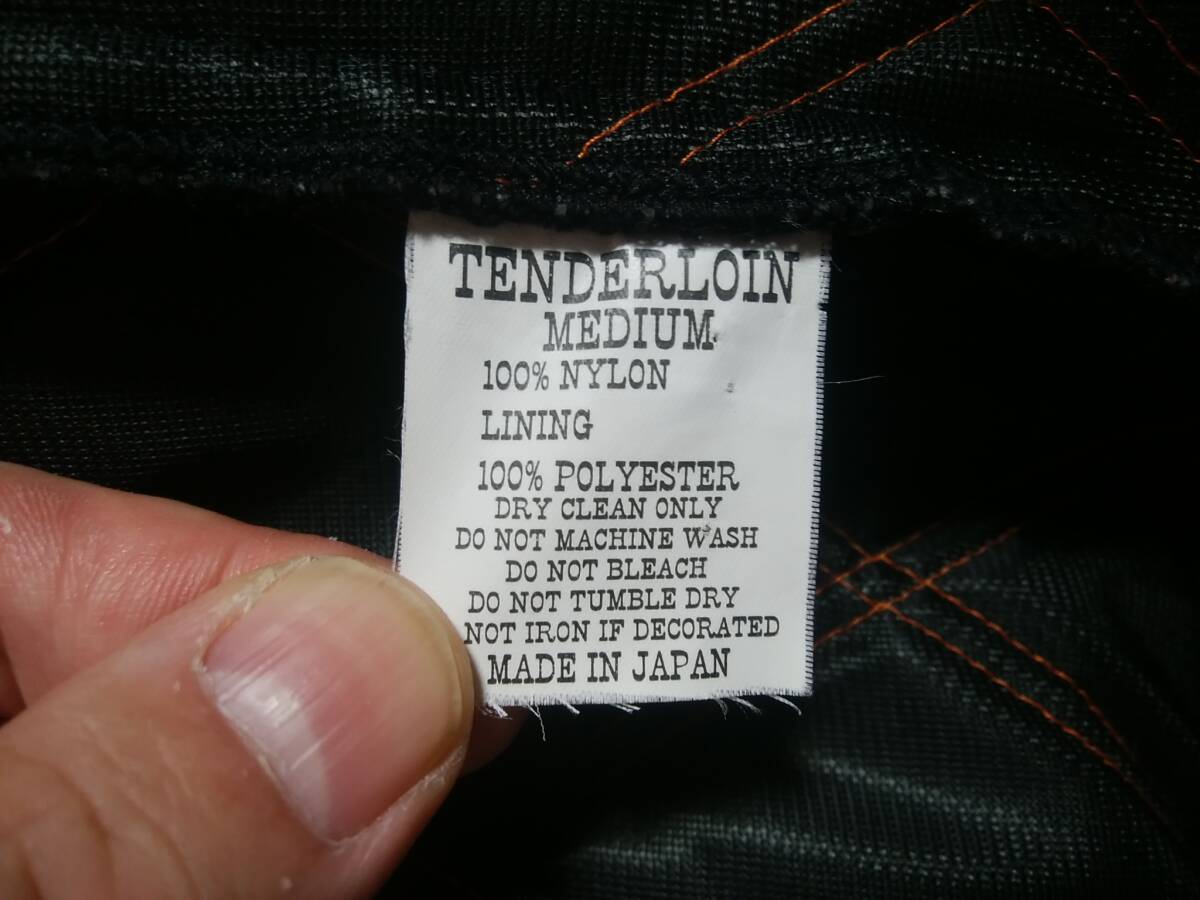 TENDERLOIN
MEDIUM
100% NYLON
LINING
100% POLYESTER
DRY CLEAN ONLY
DO NOT MACHINE WASH
DO NOT BLEACH
DO NOT TUMBLE DRY
NOT IRON IF DECORATED
MADE IN JAPAN